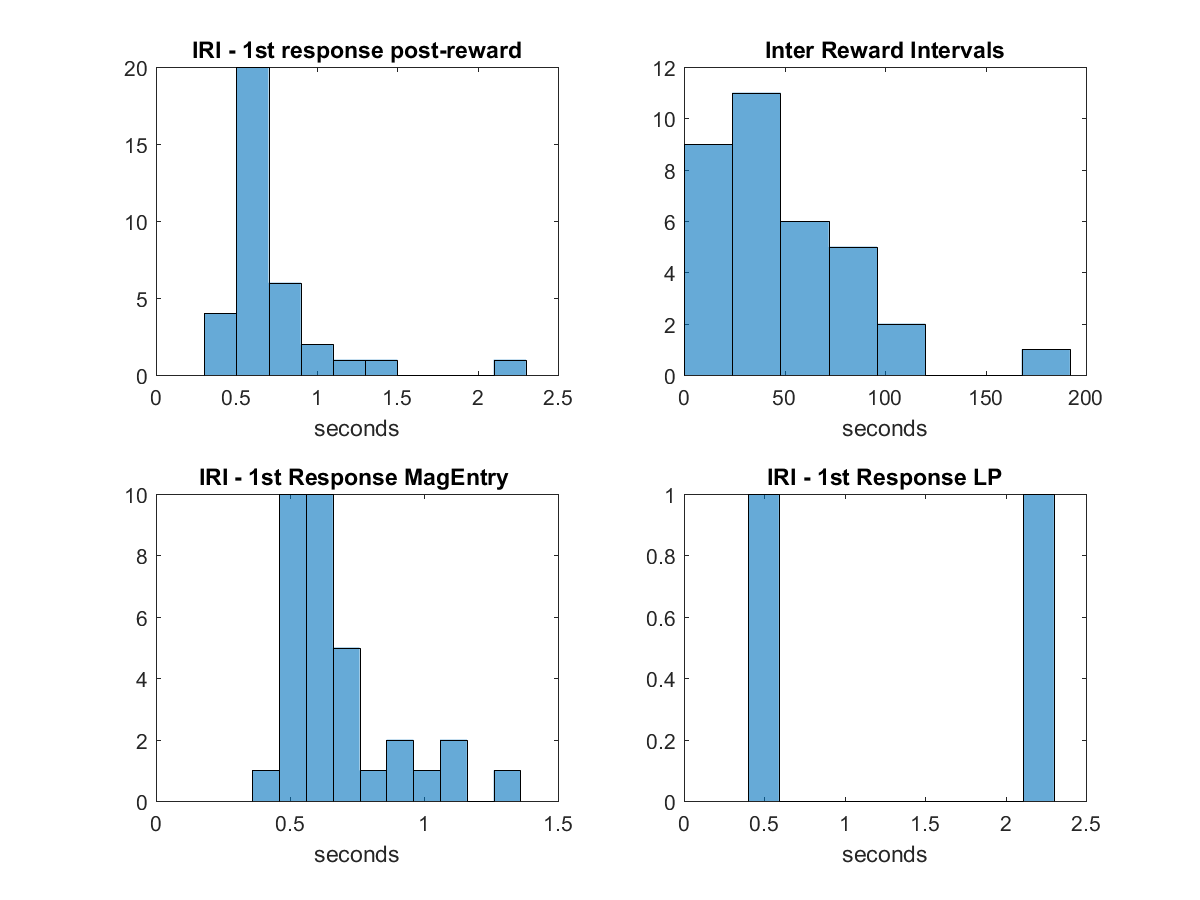 IRI - 1st response post-reward
20
15
10
5
0
0 0.5 1 1.5 2 2.5
seconds
Inter Reward Intervals
12
10
8
6
4
2
0
0 50 100 150 200
seconds
IRI - 1st Response MagEntry
10
8
6
4
2
0
0 0.5 1 1.5
seconds
IRI - 1st Response LP
1
0.8
0.6
0.4
0.2
0
0 0.5 1 1.5 2 2.5
seconds